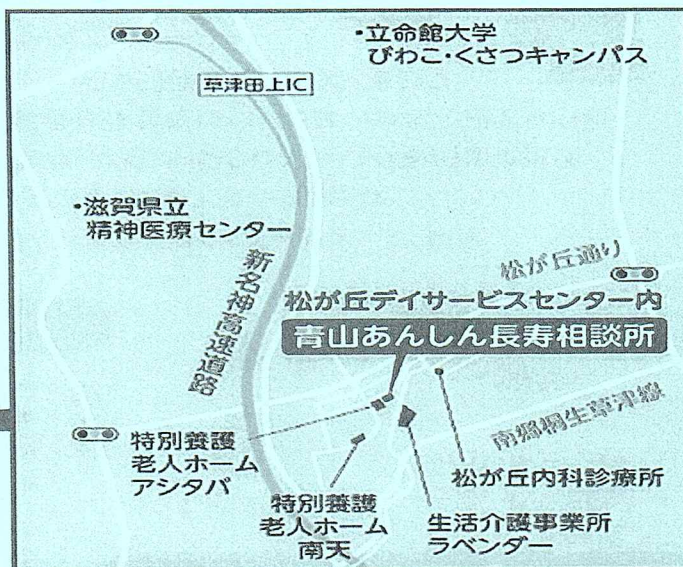 ・立命館大学
びわこ・くさつキャンパス
草津田上IC
・滋賀県立
精神医療センター
新名神高速道路
松が丘通り
松が丘デイサービスセンター内
青山あんしん長寿相談所
南郷桐生草津線
特別養護
老人ホーム
アシタバ
松が丘内科診療所
特別養護
老人ホーム
南天
生活介護事業所
ラベンダー